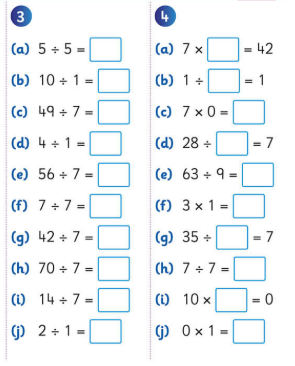 3
(a) 5 ÷ 5 =
(b) 10 ÷ 1 =
(c) 49 ÷ 7 =
(d) 4 ÷ 1 =
(e) 56 ÷ 7 =
(f) 7 ÷ 7 =
(g) 42 ÷ 7 =
(h) 70 ÷ 7 =
(i) 14 ÷ 7 =
(j) 2 ÷ 1 =
4
(a) 7 × = 42
(b) 1 ÷ = 1
(c) 7 × 0 =
(d) 28 ÷ = 7
(e) 63 ÷ 9 =
(f) 3 × 1 =
(g) 35 ÷ = 7
(h) 7 ÷ 7 =
(i) 10 × = 0
(j) 0 × 1 =